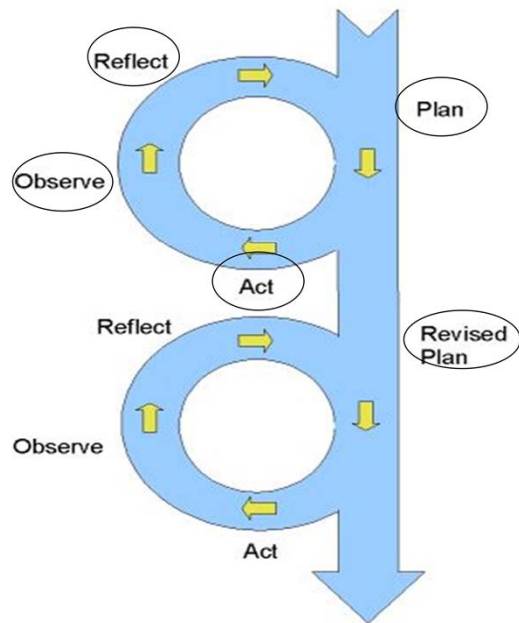 Reflect
Plan
Observe
Act
Reflect
Revised
Plan
Observe
Act